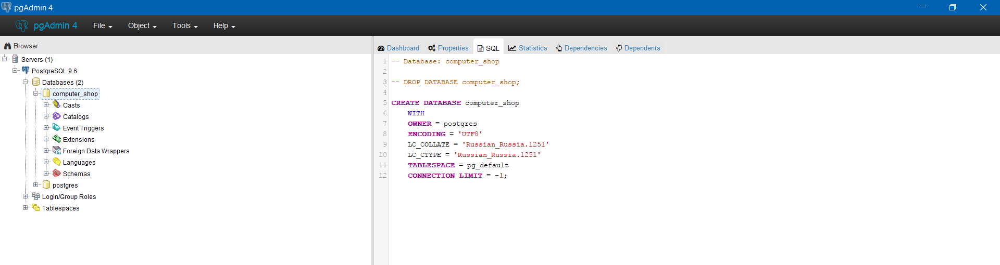 pgAdmin 4
pgAdmin 4 File Object Tools Help
Browser
Servers (1)
PostgreSQL 9.6
Databases (2)
computer_shop
Casts
Catalogs
Event Triggers
Extensions
Foreign Data Wrappers
Languages
Schemas
postgres
Login/Group Roles
Tablespaces
Dashboard Properties SQL Statistics Dependencies Dependents
1 -- Database: computer_shop
2
3 -- DROP DATABASE computer_shop;
4
5 CREATE DATABASE computer_shop
6 WITH
7 OWNER = postgres
8 ENCODING = 'UTF8'
9 LC_COLLATE = 'Russian_Russia.1251'
10 LC_CTYPE = 'Russian_Russia.1251'
11 TABLESPACE = pg_default
12 CONNECTION LIMIT = -1;